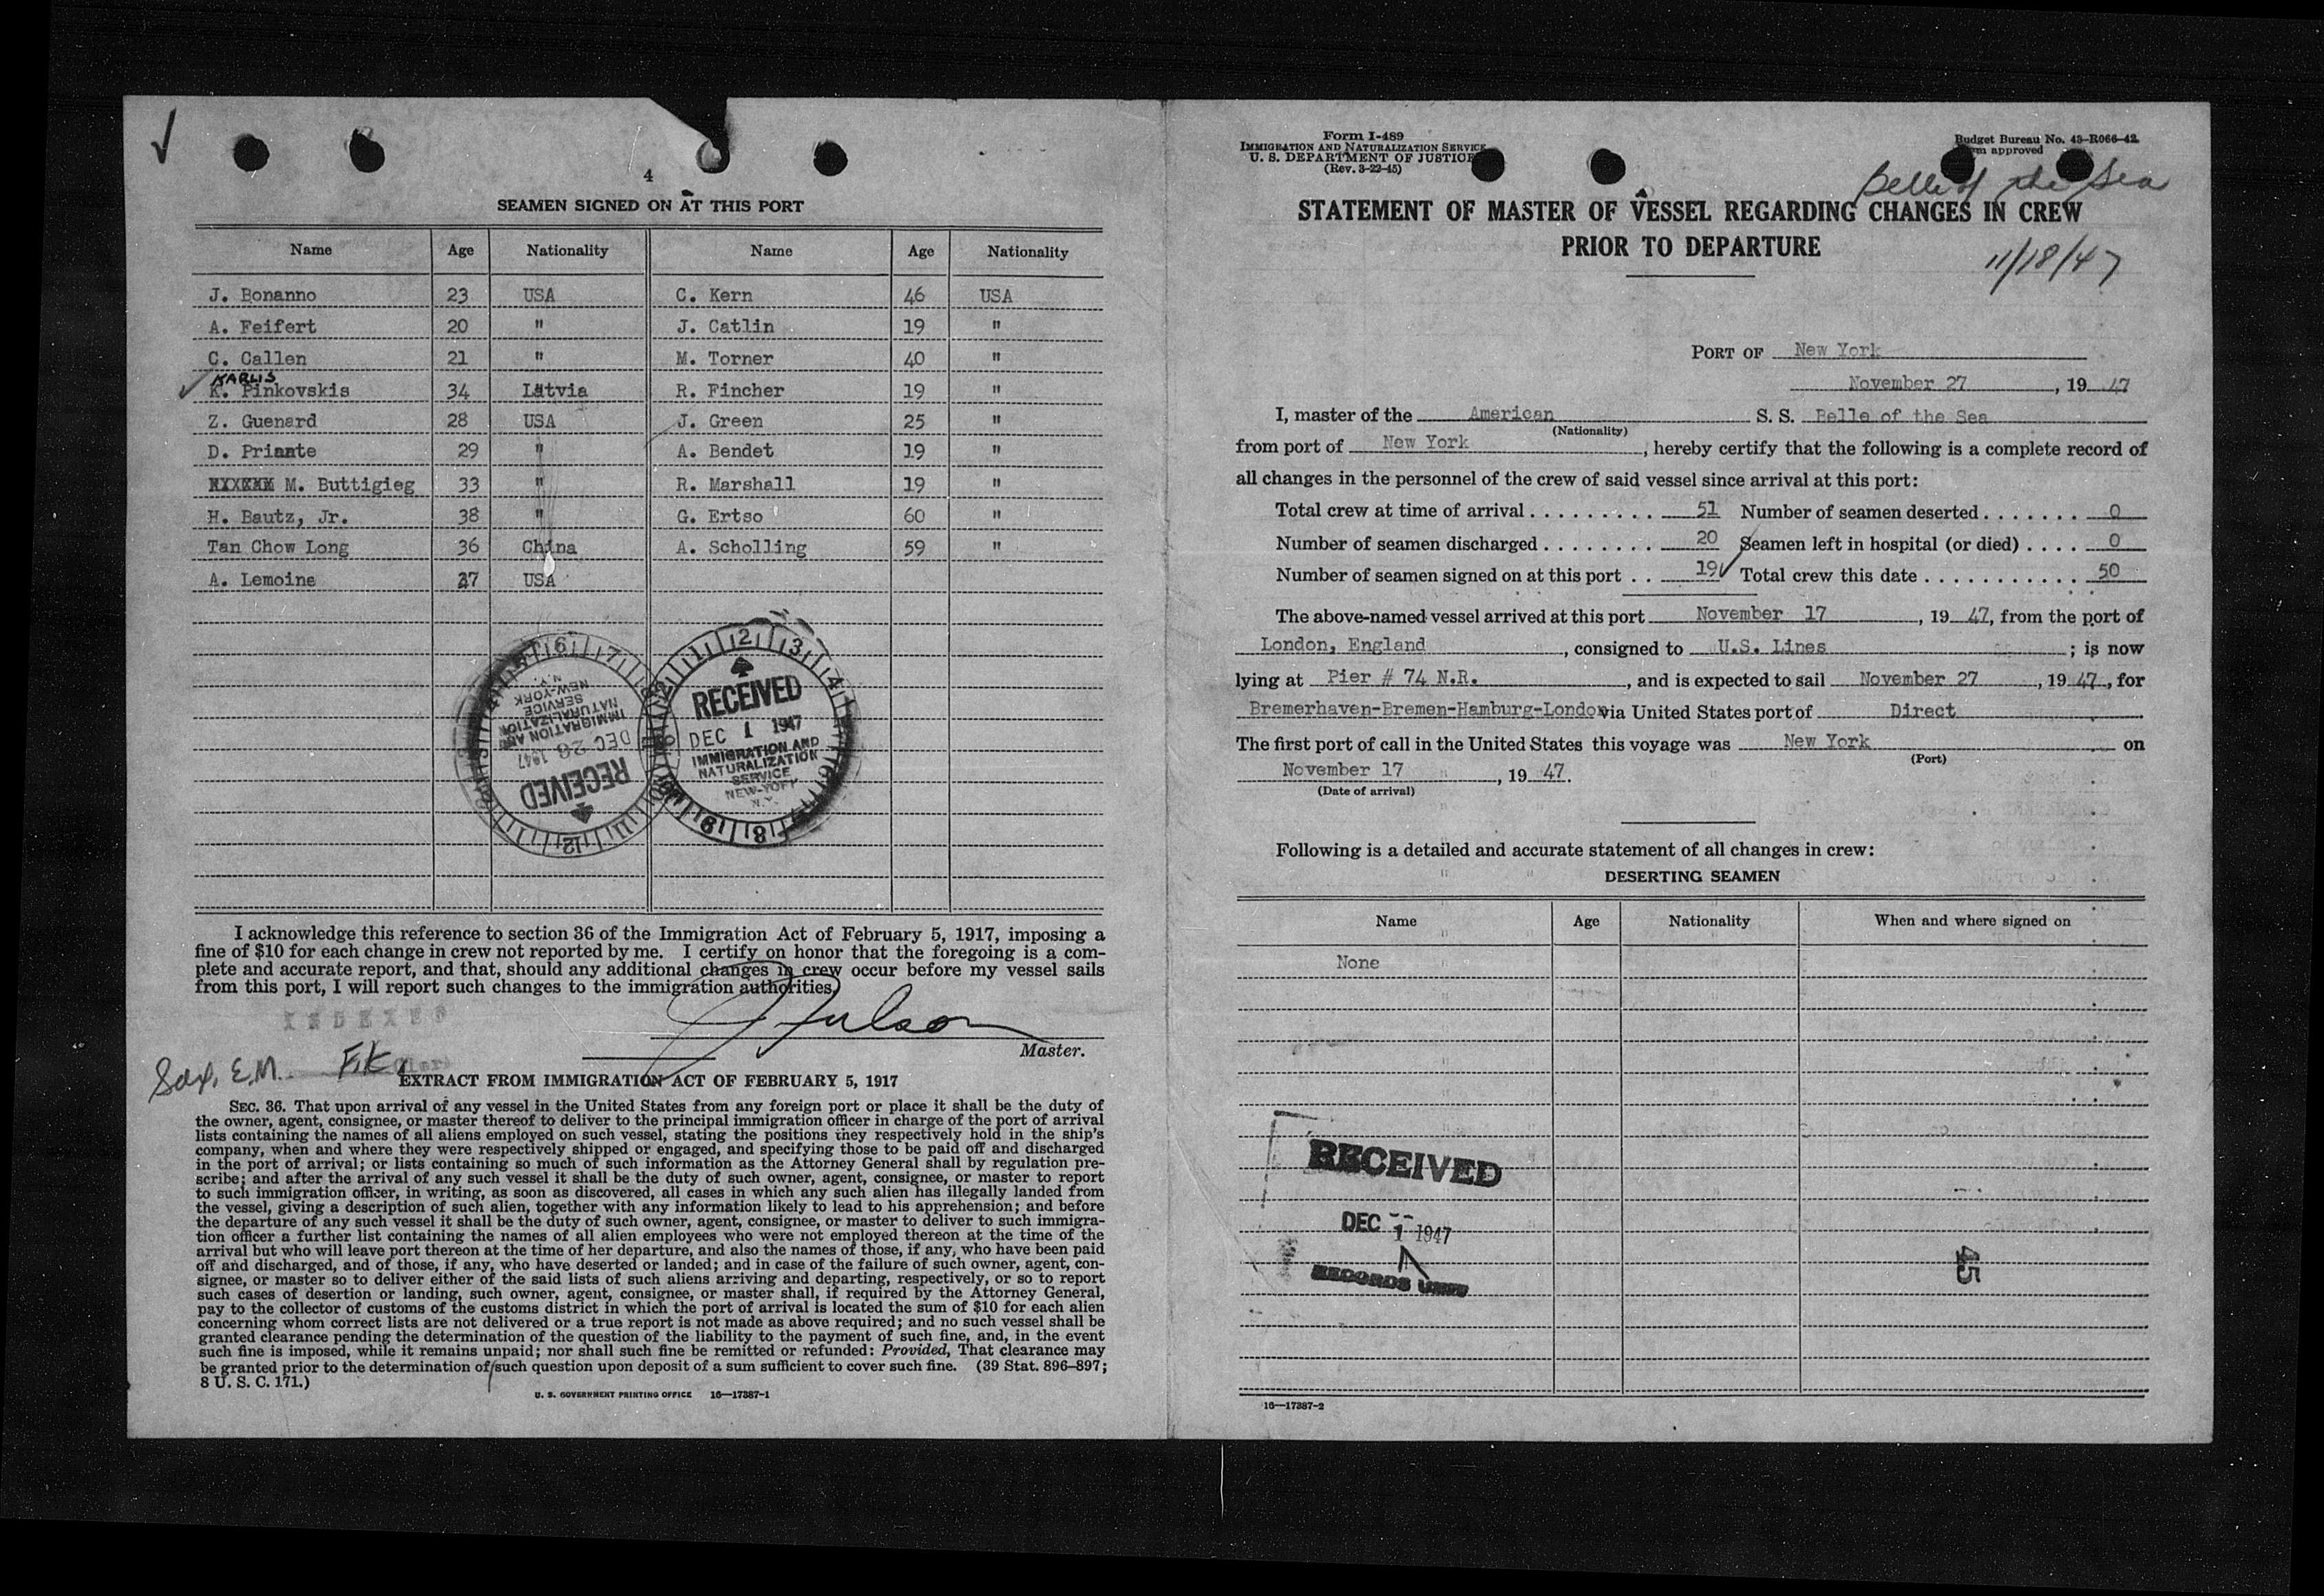 4
SEAMEN SIGNED ON AT THIS PORT
Name Age Nationality Name Age Nationality
J. Bonanno 23 USA C. Kern 46 USA
A. Feifert 20 " J. Catlin 19 "
C. Callen 21 " M. Torner 40 "
KARLIS
K. Pinkovskis 34 Latvia R. Fincher 19 "
Z. Guenard 28 USA J. Green 25 "
D. Priante 29 " A. Bendet 19 "
M. Buttigieg 33 " R. Marshall 19 "
H. Bautz, Jr. 38 " G. Ertso 60 "
Tan Chow Long 36 China A. Scholling 59 "
A. Lemoine 27 USA
RECEIVED
DEC 26 1947
IMMIGRATION AND
NATURALIZATION
SERVICE
NEW-YORK
N.Y.
RECEIVED
DEC 1 1947
IMMIGRATION AND
NATURALIZATION
SERVICE
NEW-YORK
N.Y.
I acknowledge this reference to section 36 of the Immigration Act of February 5, 1917, imposing a
fine of $10 for each change in crew not reported by me. I certify on honor that the foregoing is a com-
plete and accurate report, and that, should any additional changes in crew occur before my vessel sails
from this port, I will report such changes to the immigration authorities.
INDEXED
Master.
E.M. F.K.
EXTRACT FROM IMMIGRATION ACT OF FEBRUARY 5, 1917
SEC. 36. That upon arrival of any vessel in the United States from any foreign port or place it shall be the duty of
the owner, agent, consignee, or master thereof to deliver to the principal immigration officer in charge of the port of arrival
lists containing the names of all aliens employed on such vessel, stating the positions they respectively hold in the ship's
company, when and where they were respectively shipped or engaged, and specifying those to be paid off and discharged
in the port of arrival; or lists containing so much of such information as the Attorney General shall by regulation pre-
scribe; and after the arrival of any such vessel it shall be the duty of such owner, agent, consignee, or master to report
to such immigration officer, in writing, as soon as discovered, all cases in which any such alien has illegally landed from
the vessel, giving a description of such alien, together with any information likely to lead to his apprehension; and before
the departure of any such vessel it shall be the duty of such owner, agent, consignee, or master to deliver to such immigra-
tion officer a further list containing the names of all alien employees who were not employed thereon at the time of the
arrival but who will leave port thereon at the time of her departure, and also the names of those, if any, who have been paid
off and discharged, and of those, if any, who have deserted or landed; and in case of the failure of such owner, agent, con-
signee, or master so to deliver either of the said lists of such aliens arriving and departing, respectively, or so to report
such cases of desertion or landing, such owner, agent, consignee, or master shall, if required by the Attorney General,
pay to the collector of customs of the customs district in which the port of arrival is located the sum of $10 for each alien
concerning whom correct lists are not delivered or a true report is not made as above required; and no such vessel shall be
granted clearance pending the determination of the question of the liability to the payment of such fine, and, in the event
such fine is imposed, while it remains unpaid; nor shall such fine be remitted or refunded: Provided, That clearance may
be granted prior to the determination of such question upon deposit of a sum sufficient to cover such fine. (39 Stat. 896–897;
8 U. S. C. 171.)
U. S. GOVERNMENT PRINTING OFFICE 16—17387-1
Form I-489
IMMIGRATION AND NATURALIZATION SERVICE
U. S. DEPARTMENT OF JUSTICE
(Rev. 3-22-45)
Budget Bureau No. 43-R066-42
approved
Belle of the Sea
STATEMENT OF MASTER OF VESSEL REGARDING CHANGES IN CREW
PRIOR TO DEPARTURE
11/18/47
PORT OF New York
November 27, 19 47
I, master of the American S. S. Belle of the Sea
(Nationality)
from port of New York, hereby certify that the following is a complete record of
all changes in the personnel of the crew of said vessel since arrival at this port:
Total crew at time of arrival . . . . . . . . . 51 Number of seamen deserted . . . . . . . 0
Number of seamen discharged . . . . . . . . 20 Seamen left in hospital (or died) . . . . 0
Number of seamen signed on at this port . . 19 Total crew this date . . . . . . . . . . . . 50
The above-named vessel arrived at this port November 17, 19 47, from the port of
London, England, consigned to U.S. Lines; is now
lying at Pier # 74 N.R., and is expected to sail November 27, 19 47, for
Bremerhaven-Bremen-Hamburg-London via United States port of Direct
The first port of call in the United States this voyage was New York on
(Port)
November 17, 19 47.
(Date of arrival)
Following is a detailed and accurate statement of all changes in crew:
DESERTING SEAMEN
Name Age Nationality When and where signed on
None
RECEIVED
DEC 1 1947
RECORDS UNIT
45
16—17387-2